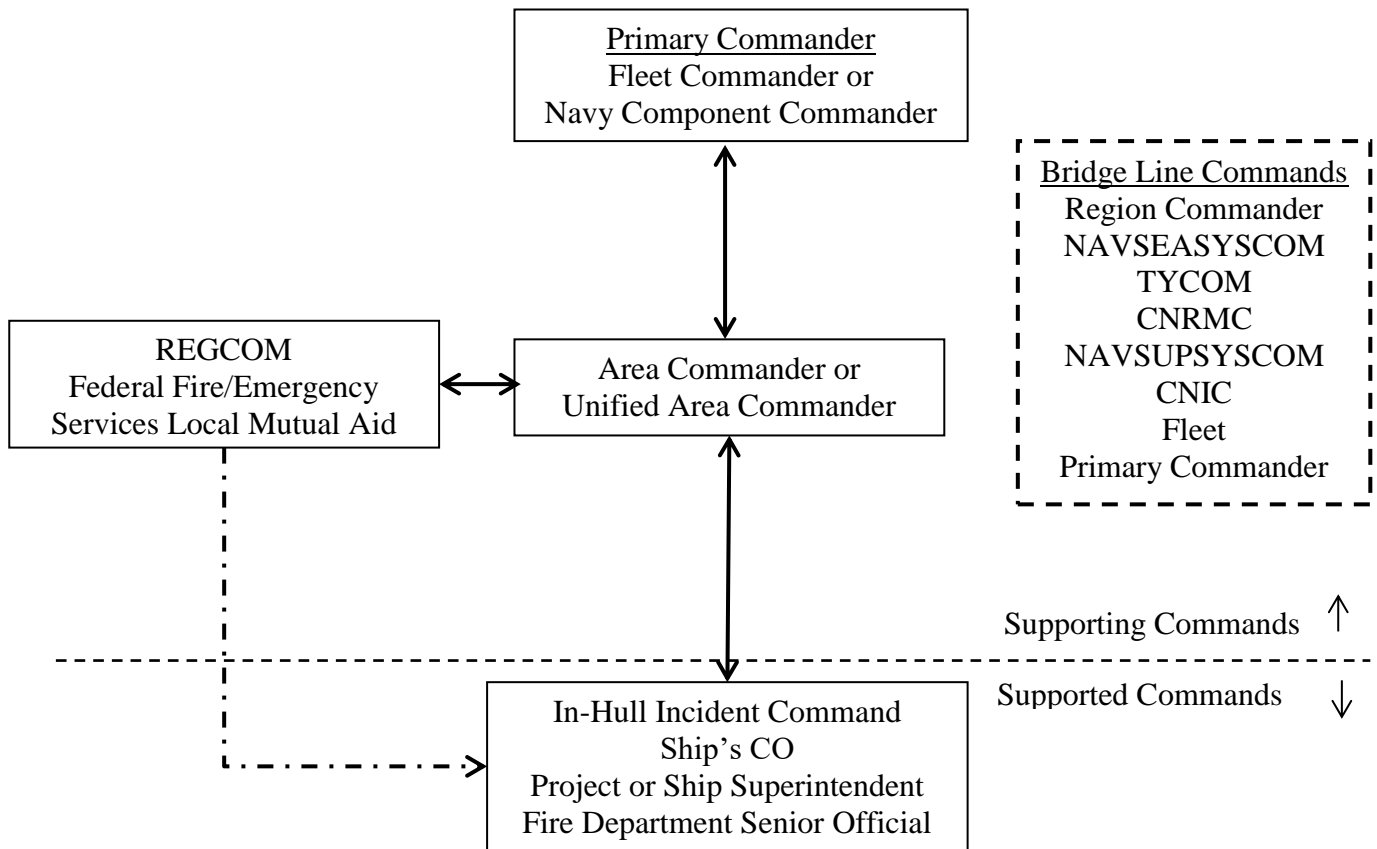 Primary Commander
Fleet Commander or
Navy Component Commander
Bridge Line Commands
Region Commander
NAVSEASYSCOM
TYCOM
CNRMC
NAVSUPSYSCOM
CNIC
Fleet
Primary Commander
REGCOM
Federal Fire/Emergency
Services Local Mutual Aid
Area Commander or
Unified Area Commander
Supporting Commands
Supported Commands
In-Hull Incident Command
Ship’s CO
Project or Ship Superintendent
Fire Department Senior Official